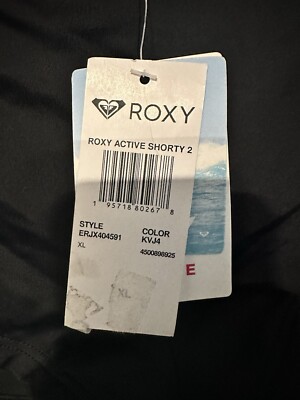 ROXY
ROXY ACTIVE SHORTY 2
1 95718 80267 8
STYLE COLOR
ERJX404591 KVJ4
XL 4500898925
XL
E